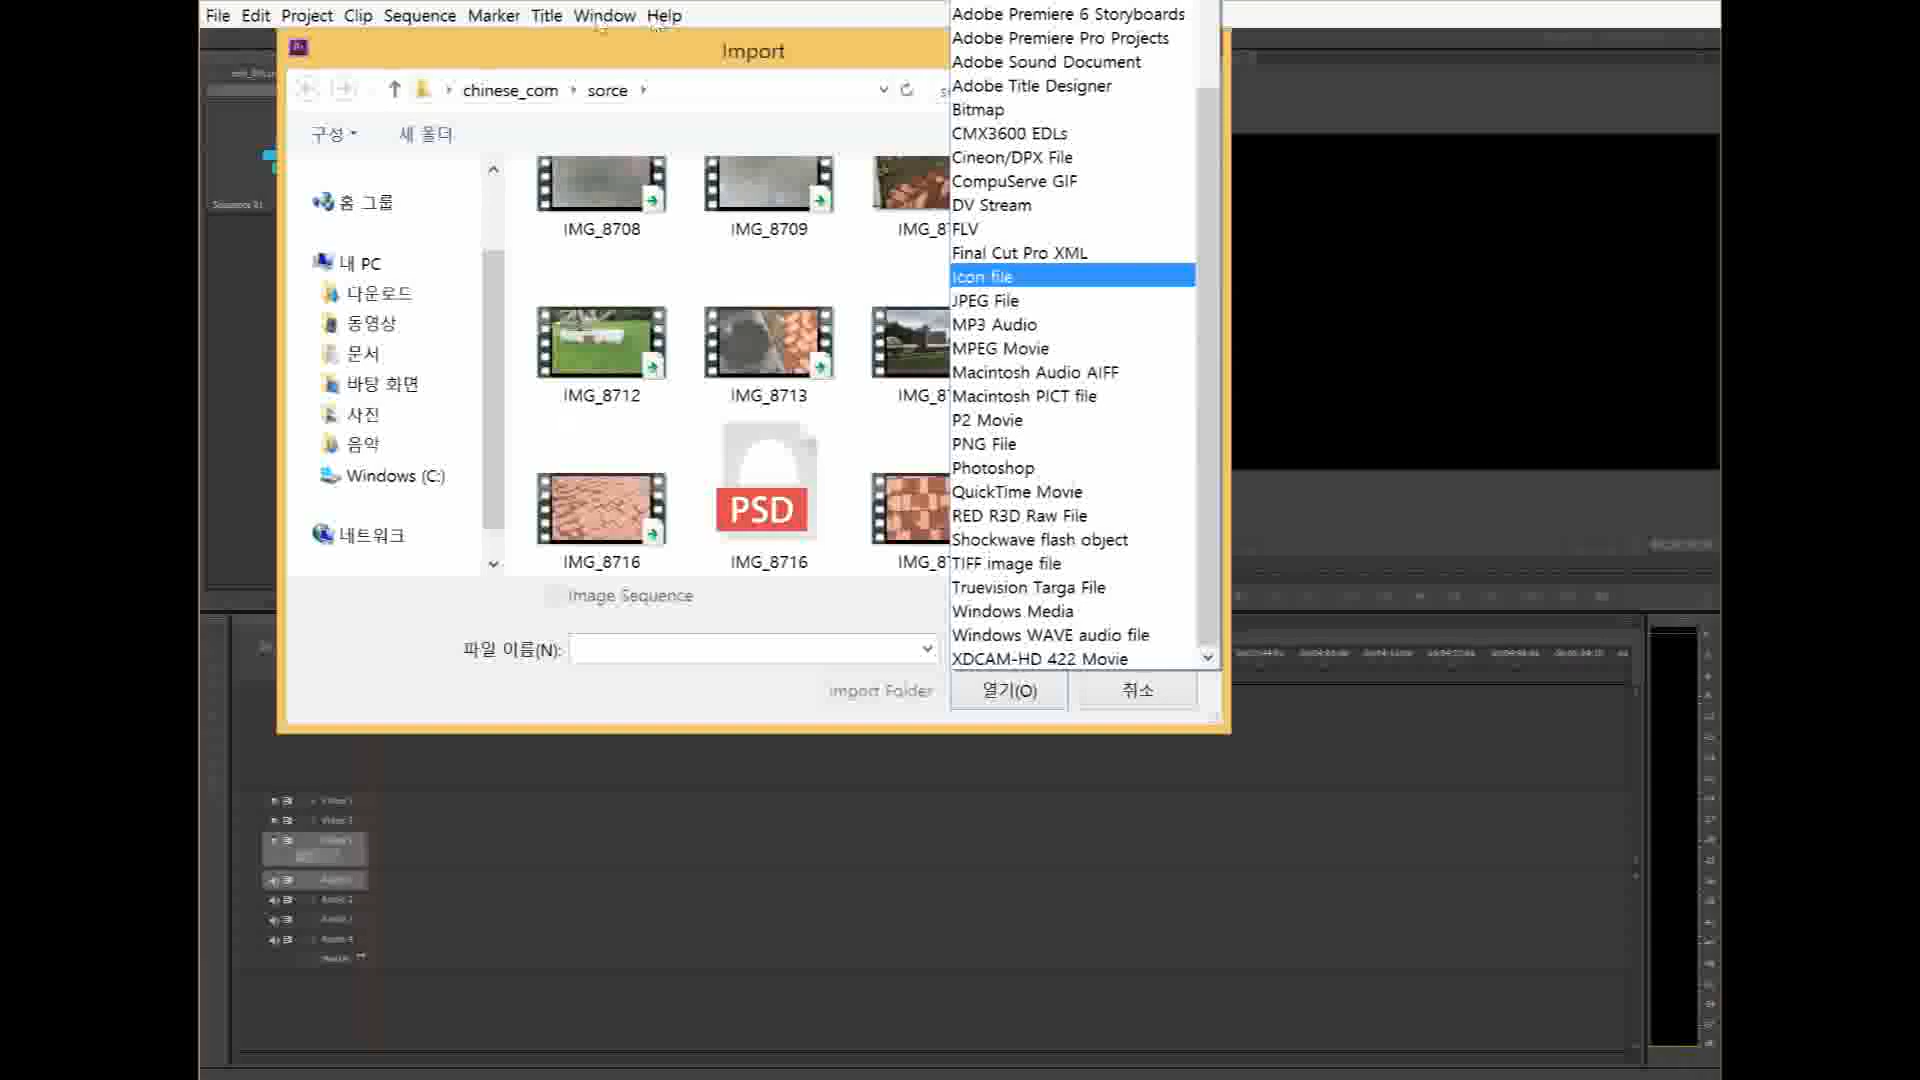 File Edit Project Clip Sequence Marker Title Window Help
Import
chinese_com sorce
구성 새 폴더
홈 그룹
내 PC
다운로드
동영상
문서
바탕 화면
사진
음악
Windows (C:)
네트워크
IMG_8708 IMG_8709 IMG_8
IMG_8712 IMG_8713 IMG_8
PSD
IMG_8716 IMG_8716 IMG_8
Image Sequence
파일 이름(N):
Import Folder 열기(O) 취소
Adobe Premiere 6 Storyboards
Adobe Premiere Pro Projects
Adobe Sound Document
Adobe Title Designer
Bitmap
CMX3600 EDLs
Cineon/DPX File
CompuServe GIF
DV Stream
FLV
Final Cut Pro XML
Icon file
JPEG File
MP3 Audio
MPEG Movie
Macintosh Audio AIFF
Macintosh PICT file
P2 Movie
PNG File
Photoshop
QuickTime Movie
RED R3D Raw File
Shockwave flash object
TIFF image file
Truevision Targa File
Windows Media
Windows WAVE audio file
XDCAM-HD 422 Movie